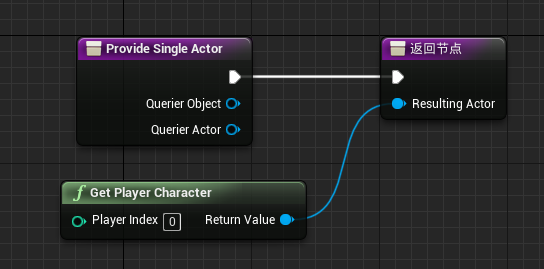 Provide Single Actor
Querier Object
Querier Actor
返回节点
Resulting Actor
f Get Player Character
Player Index 0 Return Value